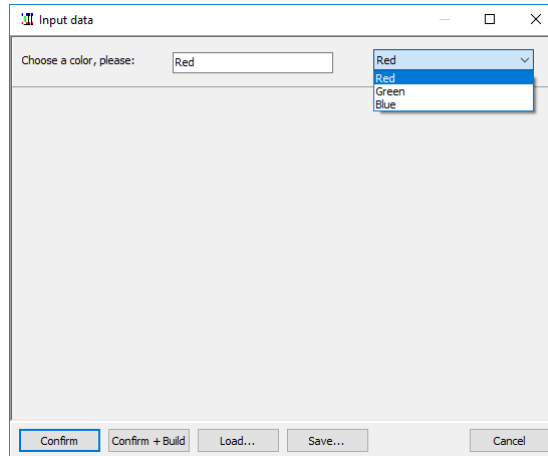 Input data
Choose a color, please: Red Red
Red
Green
Blue
Confirm Confirm + Build Load... Save... Cancel